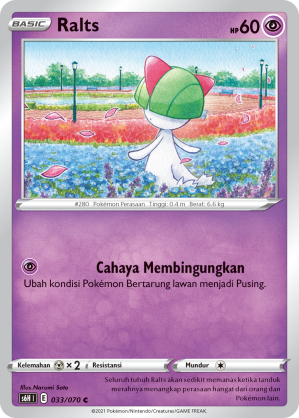 BASIC Ralts HP60
#280 Pokémon Perasaan Tinggi: 0.4 m Berat: 6.6 kg
Cahaya Membingungkan
Ubah kondisi Pokémon Bertarung lawan menjadi Pusing.
Kelemahan ×2 Resistansi Mundur
Illus. Narumi Sato
Seluruh tubuh Ralts akan sedikit memanas ketika tanduk
merahnya menangkap perasaan hangat dari orang dan
Pokémon lain.
S6H I E 033/070 C
©2021 Pokémon/Nintendo/Creatures/GAME FREAK.